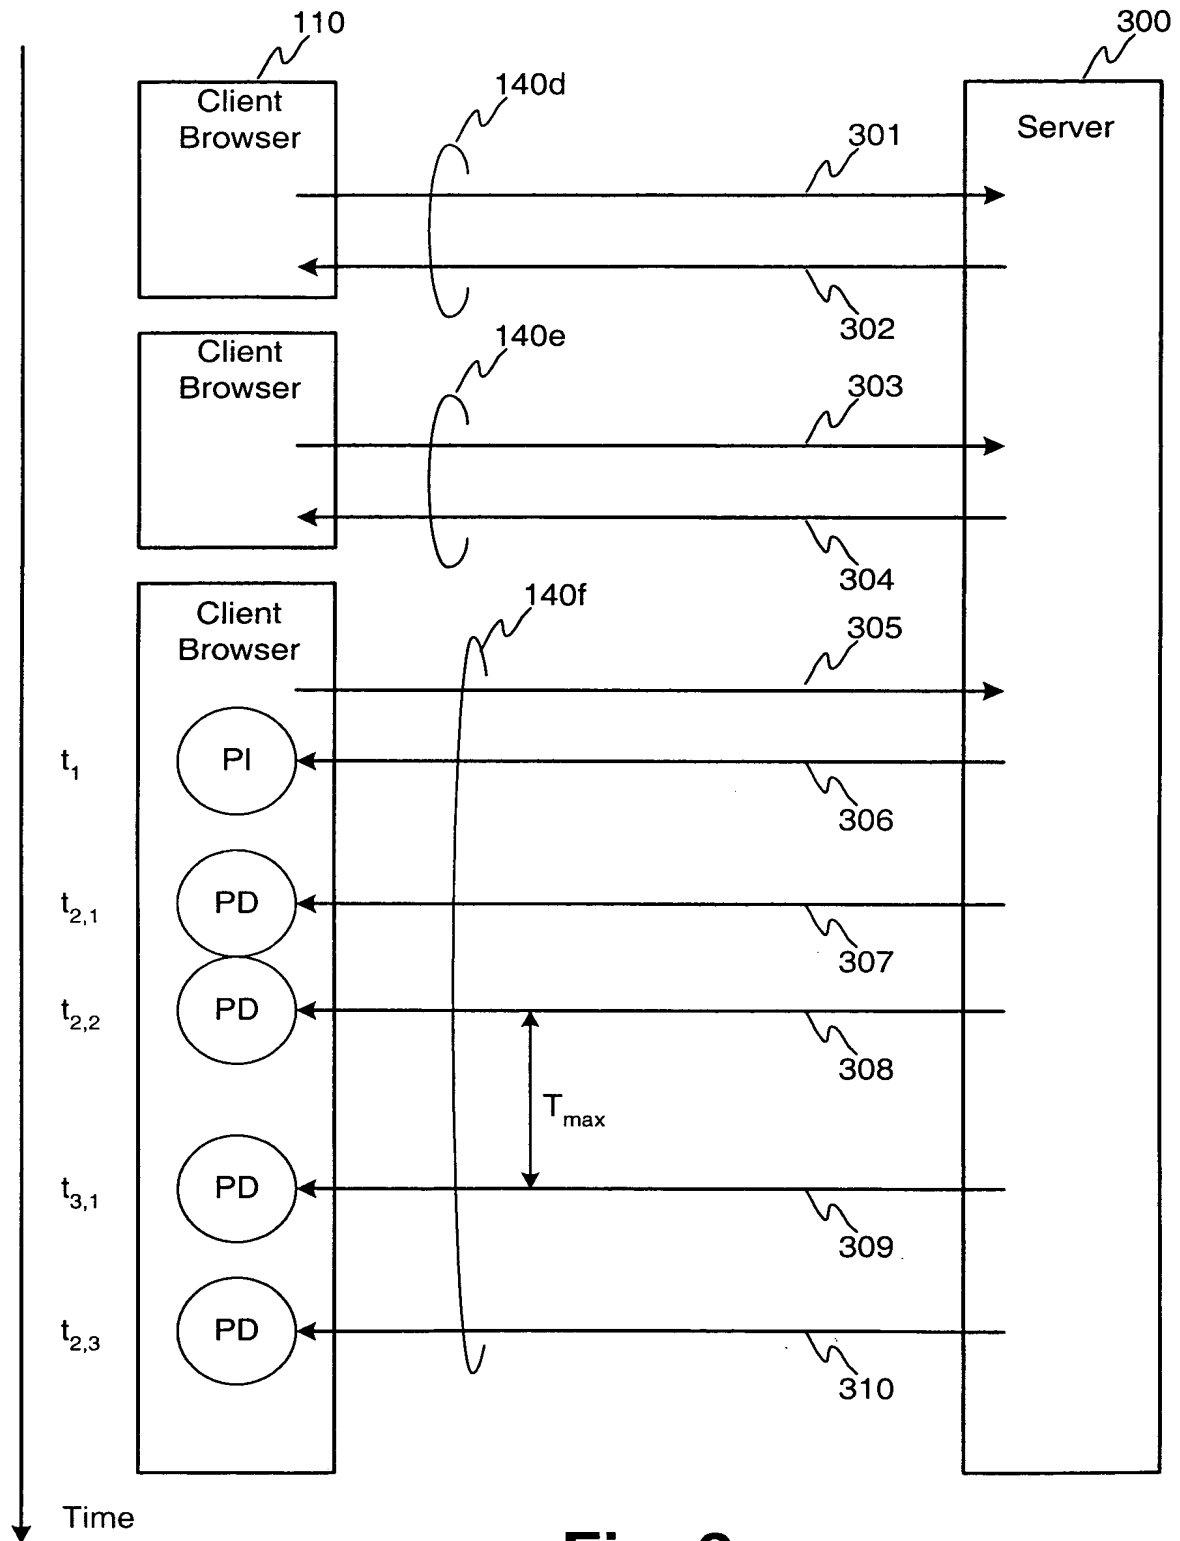 110
300
Client
Browser
140d
Server
301
302
Client
Browser
140e
303
304
Client
Browser
140f
305
t1
PI
306
t2,1
PD
307
t2,2
PD
308
Tmax
t3,1
PD
309
t2,3
PD
310
Time